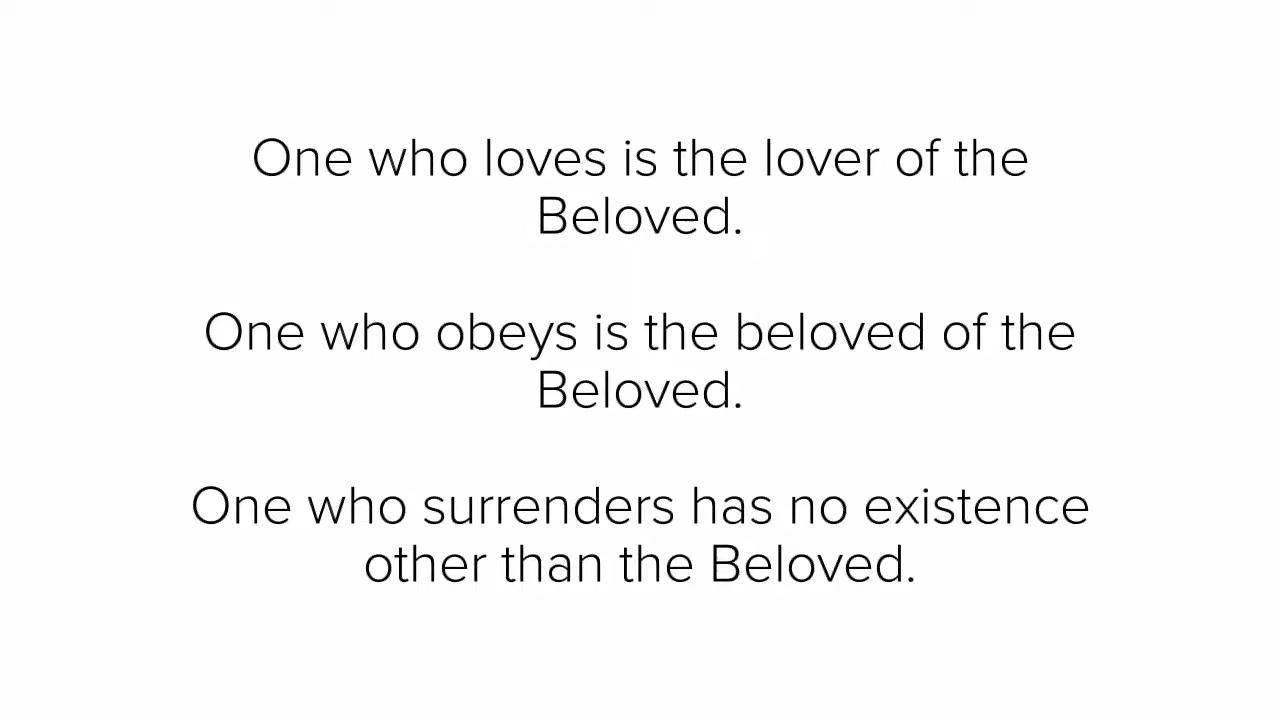 One who loves is the lover of the
Beloved.
One who obeys is the beloved of the
Beloved.
One who surrenders has no existence
other than the Beloved.